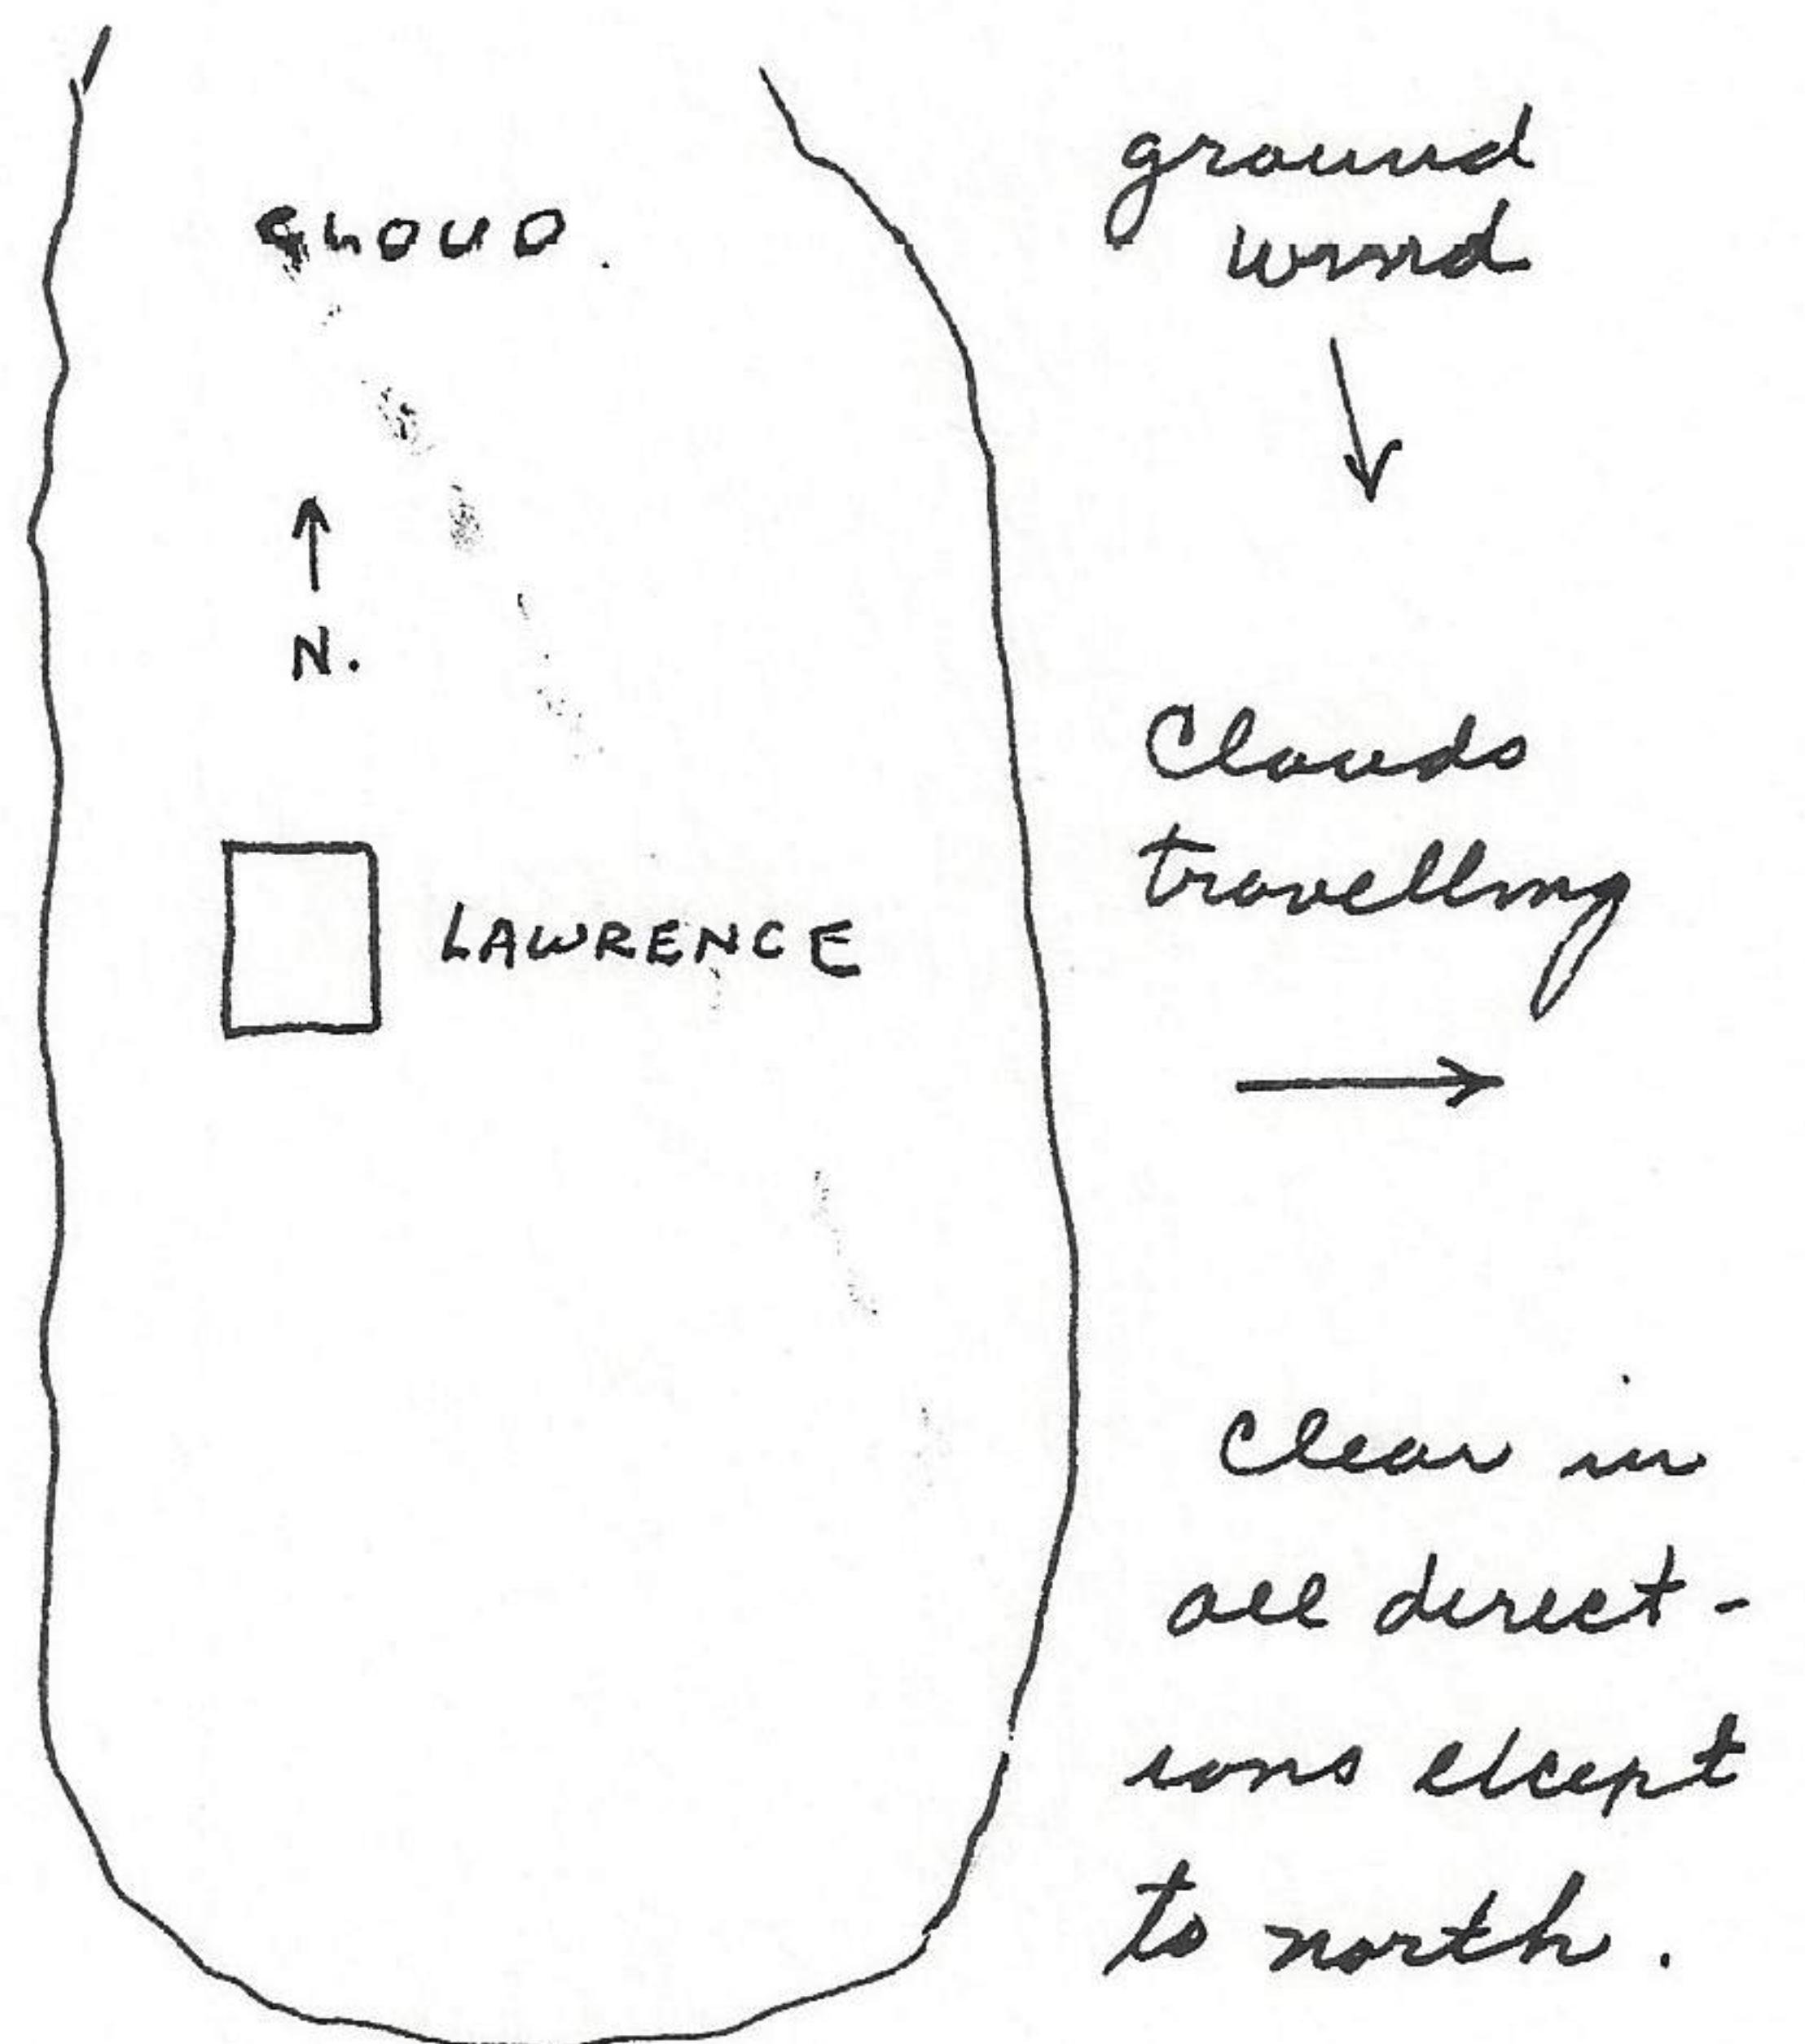 CLOUD.
N.
LAWRENCE
ground
wind
Clouds
travelling
Clear in
all direct-
ions except
to north.